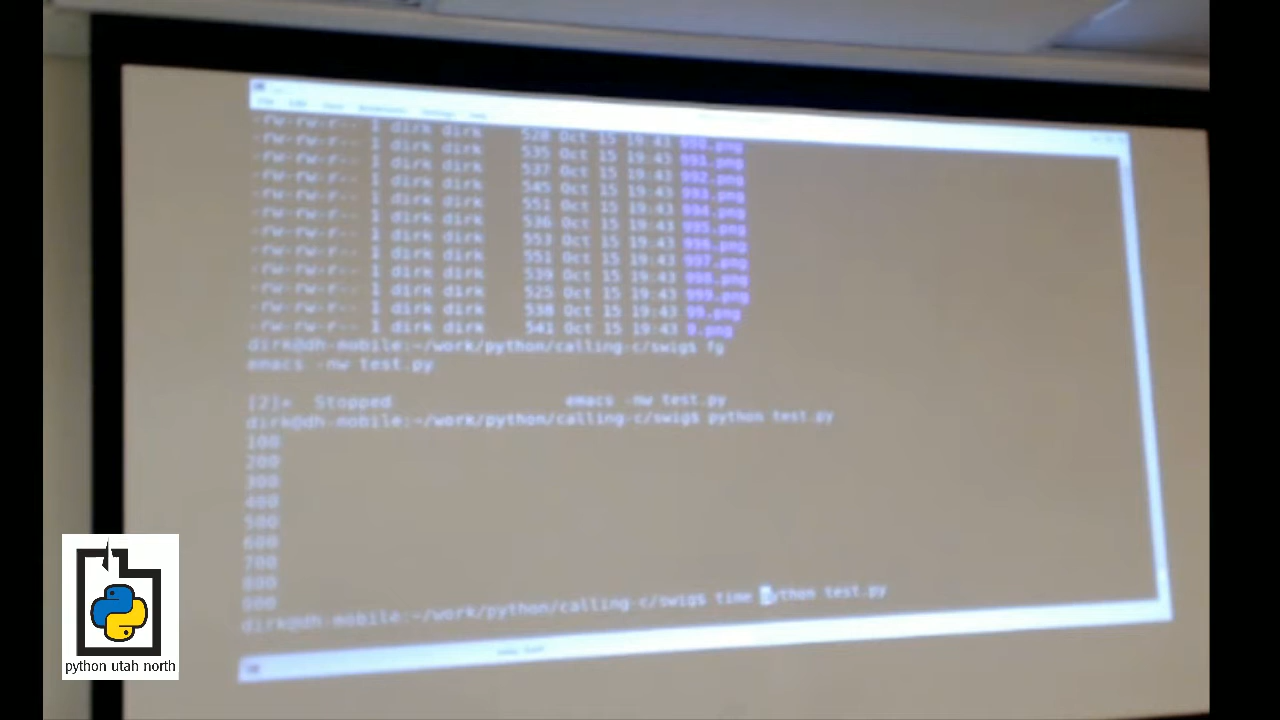 -rw-rw-r-- 1 dirk dirk 528 Oct 15 19:43 990.png
-rw-rw-r-- 1 dirk dirk 535 Oct 15 19:43 991.png
-rw-rw-r-- 1 dirk dirk 537 Oct 15 19:43 992.png
-rw-rw-r-- 1 dirk dirk 545 Oct 15 19:43 993.png
-rw-rw-r-- 1 dirk dirk 551 Oct 15 19:43 994.png
-rw-rw-r-- 1 dirk dirk 536 Oct 15 19:43 995.png
-rw-rw-r-- 1 dirk dirk 553 Oct 15 19:43 996.png
-rw-rw-r-- 1 dirk dirk 551 Oct 15 19:43 997.png
-rw-rw-r-- 1 dirk dirk 539 Oct 15 19:43 998.png
-rw-rw-r-- 1 dirk dirk 525 Oct 15 19:43 999.png
-rw-rw-r-- 1 dirk dirk 538 Oct 15 19:43 99.png
-rw-rw-r-- 1 dirk dirk 541 Oct 15 19:43 9.png
dirk@dh-mobile:~/work/python/calling-c/swig$ fg
emacs -nw test.py
[2]+ Stopped emacs -nw test.py
dirk@dh-mobile:~/work/python/calling-c/swig$ python test.py
100
200
300
400
500
600
700
800
dirk@dh-mobile:~/work/python/calling-c/swig$ time python test.py
python utah north